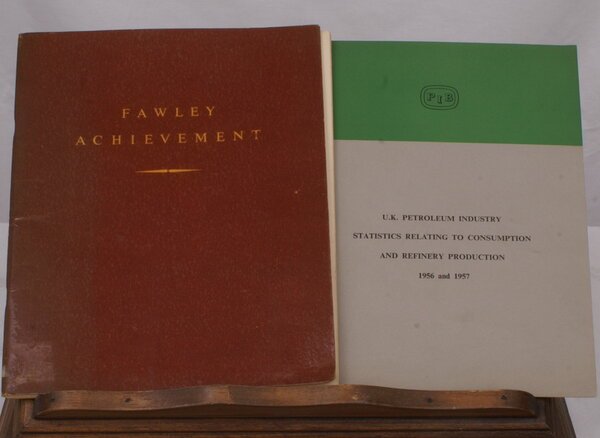 FAWLEY
ACHIEVEMENT
PIB
U.K. PETROLEUM INDUSTRY
STATISTICS RELATING TO CONSUMPTION
AND REFINERY PRODUCTION
1956 and 1957